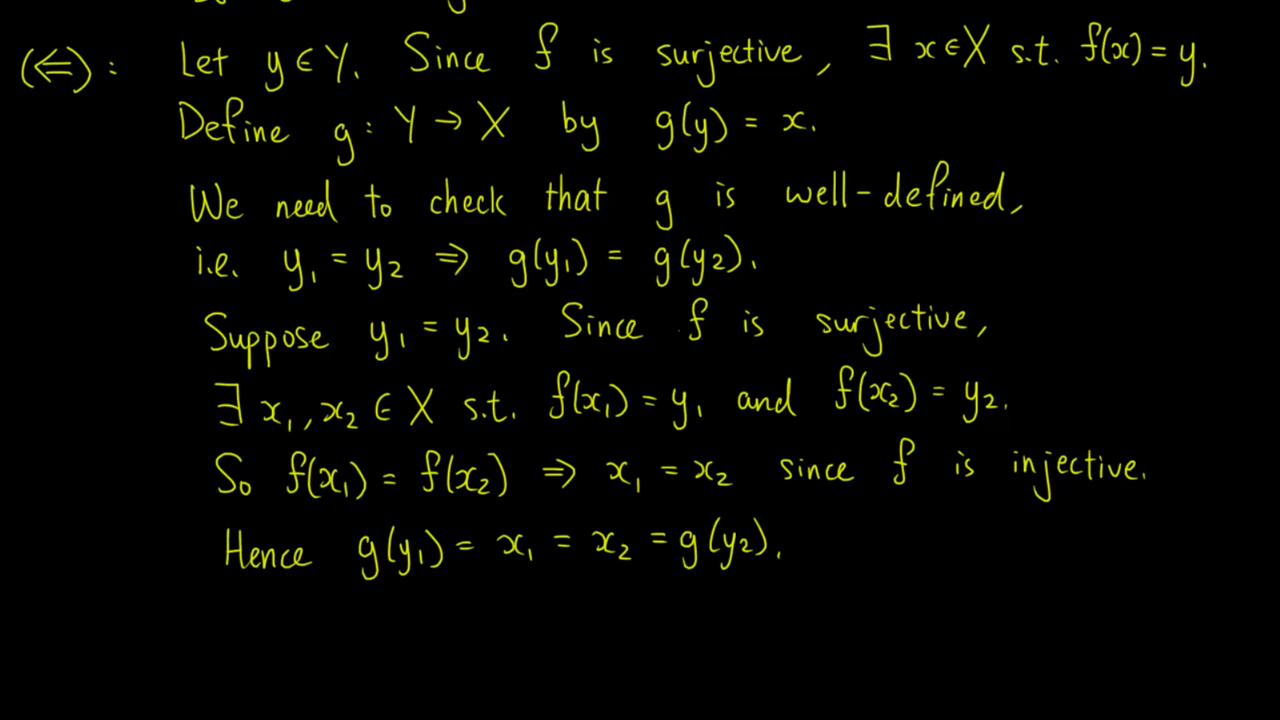 (⇐): Let y ∈ Y. Since f is surjective, ∃ x ∈ X s.t. f(x) = y.
Define g: Y → X by g(y) = x.
We need to check that g is well-defined,
i.e. y₁ = y₂ ⇒ g(y₁) = g(y₂).
Suppose y₁ = y₂. Since f is surjective,
∃ x₁, x₂ ∈ X s.t. f(x₁) = y₁ and f(x₂) = y₂.
So f(x₁) = f(x₂) ⇒ x₁ = x₂ since f is injective.
Hence g(y₁) = x₁ = x₂ = g(y₂).